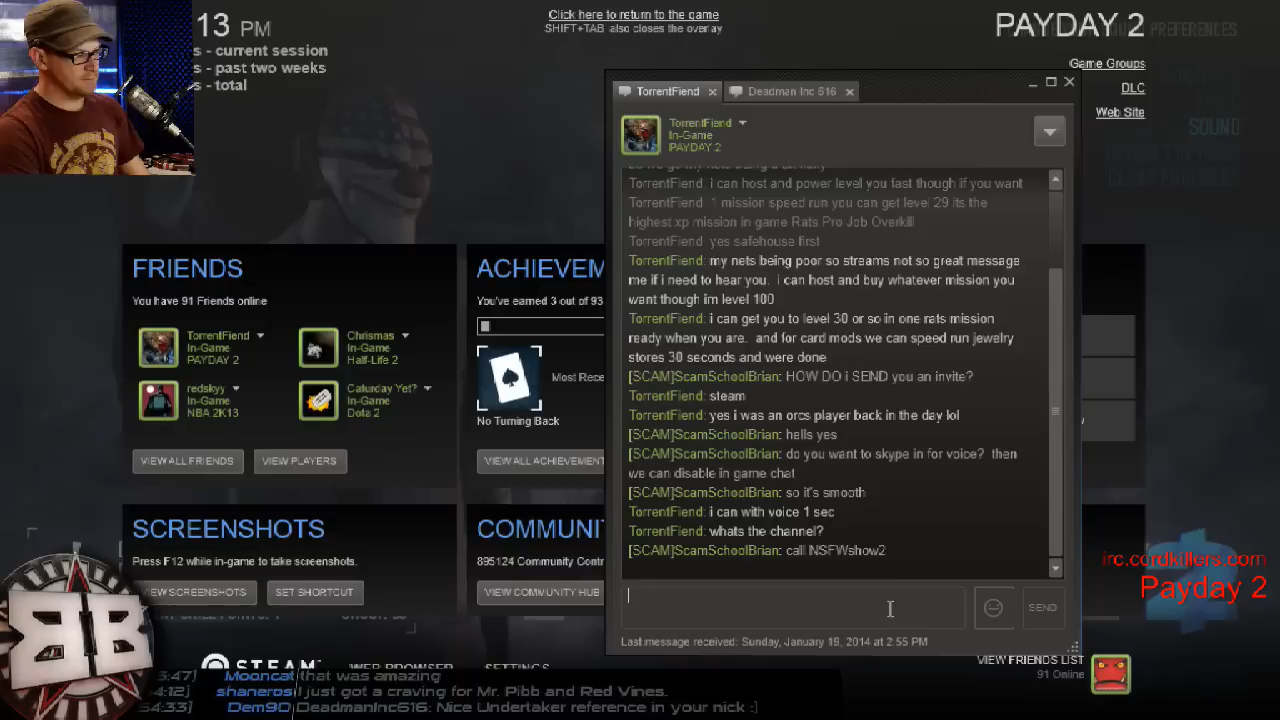 13 PM
s - current session
s - past two weeks
s - total
Click here to return to the game
SHIFT+TAB also closes the overlay
PAYDAY 2
PREFERENCES
Game Groups
DLC
Web Site
SOUND
TorrentFiend
Deadman Inc 616
TorrentFiend
In-Game
PAYDAY 2
TorrentFiend: i can host and power level you fast though if you want
TorrentFiend: 1 mission speed run you can get level 29 its the
highest xp mission in game Rats Pro Job Overkill
TorrentFiend: yes safehouse first
TorrentFiend: my nets being poor so streams not so great message
me if i need to hear you. i can host and buy whatever mission you
want though im level 100
TorrentFiend: i can get you to level 30 or so in one rats mission
ready when you are. and for card mods we can speed run jewelry
stores 30 seconds and were done
[SCAM]ScamSchoolBrian: HOW DO i SEND you an invite?
TorrentFiend: steam
TorrentFiend: yes i was an orcs player back in the day lol
[SCAM]ScamSchoolBrian: hells yes
[SCAM]ScamSchoolBrian: do you want to skype in for voice? then
we can disable in game chat
[SCAM]ScamSchoolBrian: so it's smooth
TorrentFiend: i can with voice 1 sec
TorrentFiend: whats the channel?
[SCAM]ScamSchoolBrian: call NSFWshow2
SEND
Last message received: Sunday, January 19, 2014 at 2:55 PM
FRIENDS
You have 91 Friends online
TorrentFiend
In-Game
PAYDAY 2
Chrismas
In-Game
Half-Life 2
redskyy
In-Game
NBA 2K13
Caturday Yet?
In-Game
Dota 2
VIEW ALL FRIENDS
VIEW PLAYERS
ACHIEVEM
You've earned 3 out of 93
Most Rece
No Turning Back
VIEW ALL ACHIEVEMENT
SCREENSHOTS
Press F12 while in-game to take screenshots.
VIEW SCREENSHOTS
SET SHORTCUT
COMMUNI
895124 Community Contr
VIEW COMMUNITY HUB
irc.cordkillers.com
Payday 2
VIEW FRIENDS LIST
91 Online
BB
STEAM
WEB BROWSER
SETTINGS
3:47) Mooncat that was amazing
54:12) shaneros I just got a craving for Mr. Pibb and Red Vines.
54:33) Dem90 DeadmanInc616: Nice Undertaker reference in your nick :)